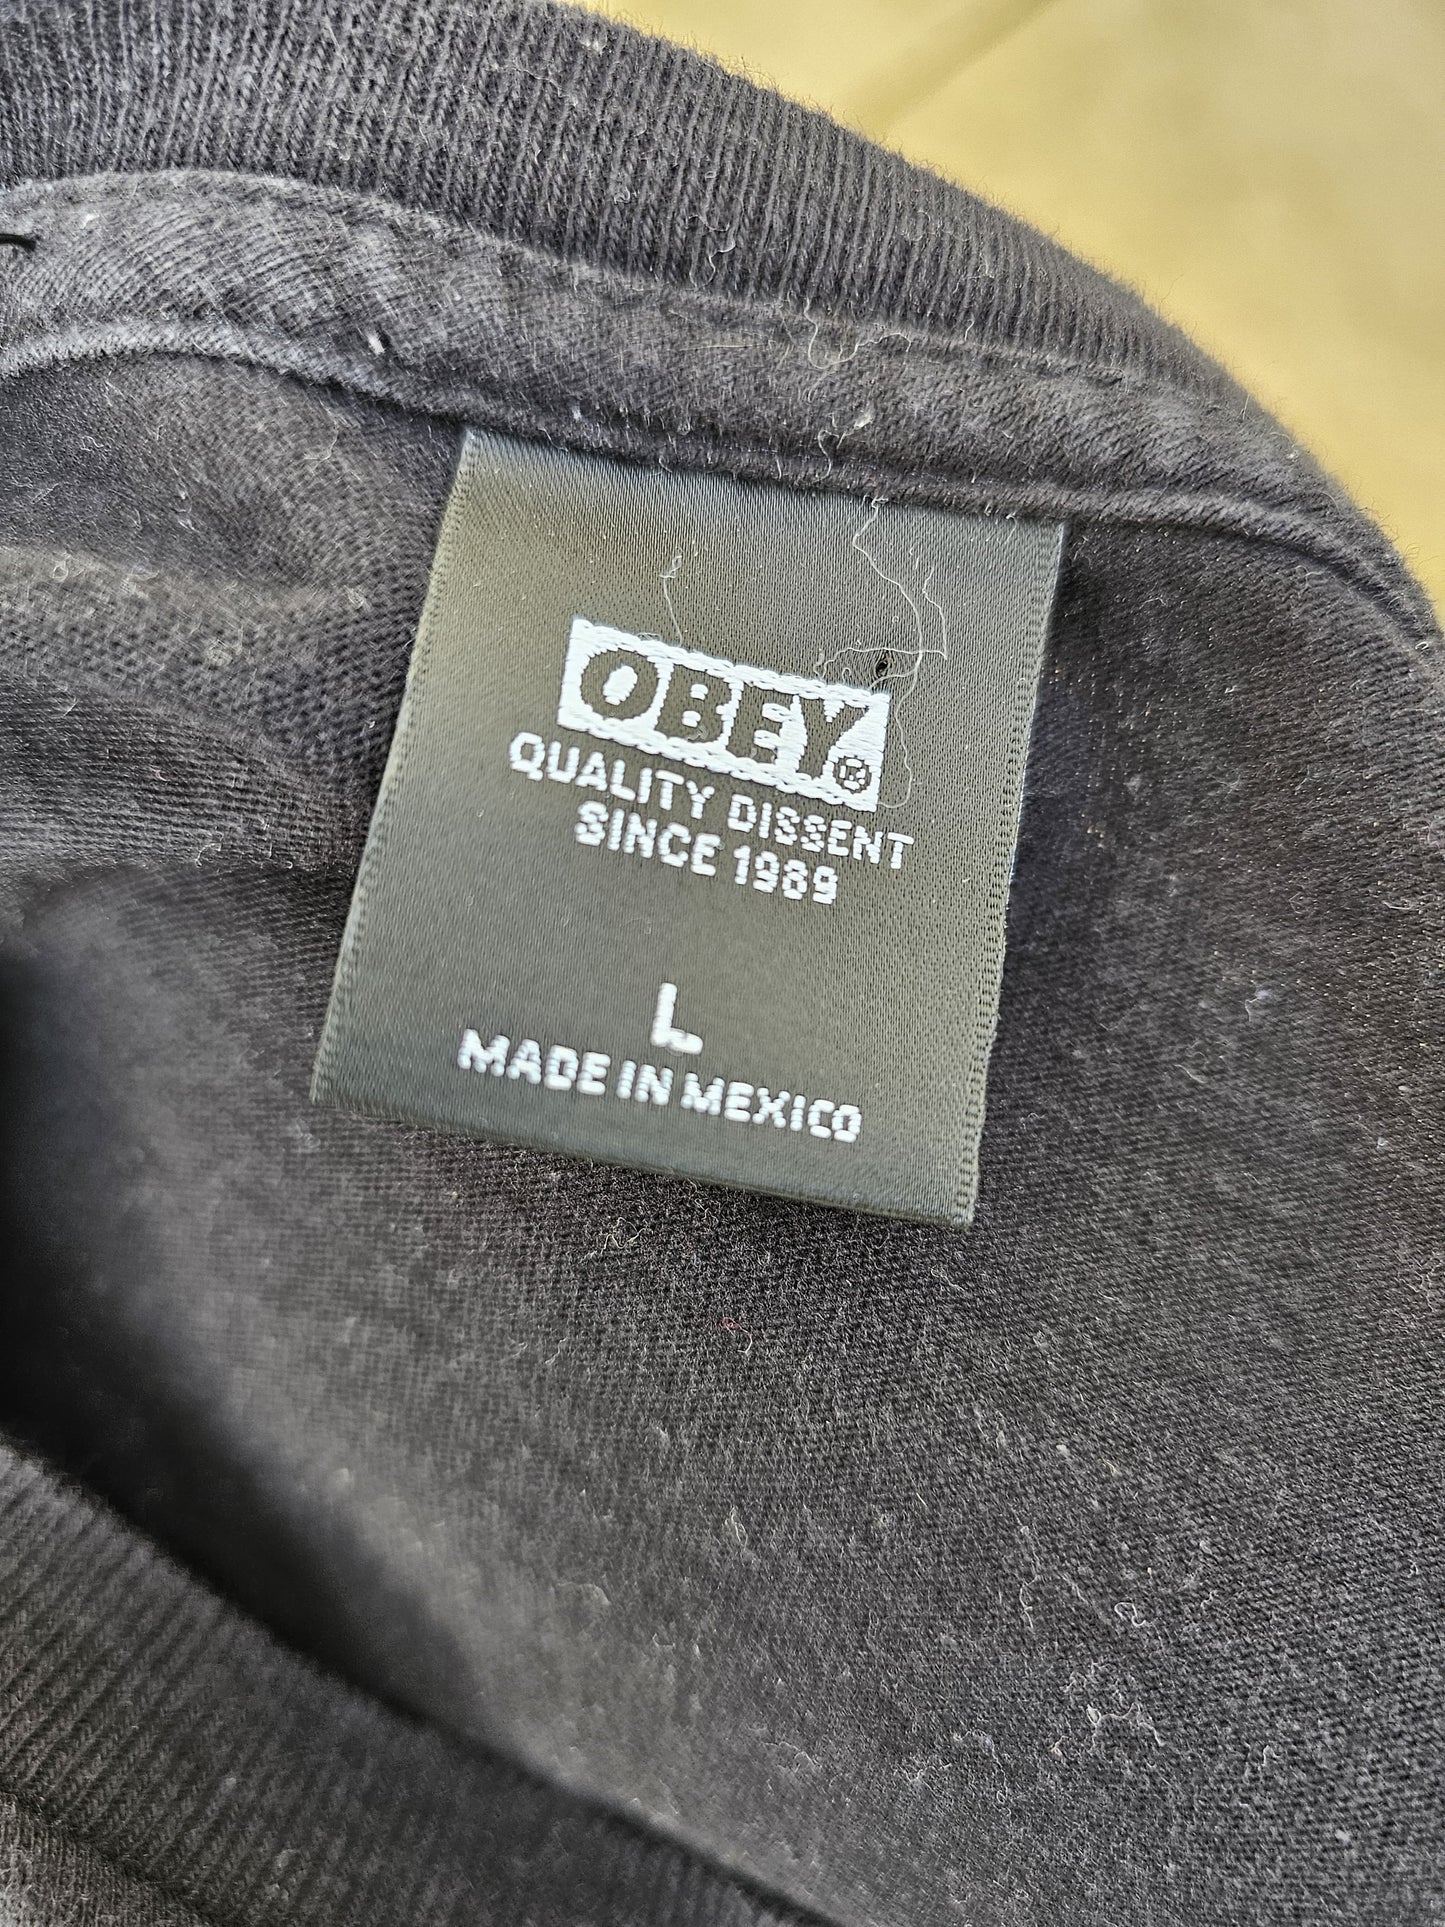 OBEY®
QUALITY DISSENT
SINCE 1989
L
MADE IN MEXICO